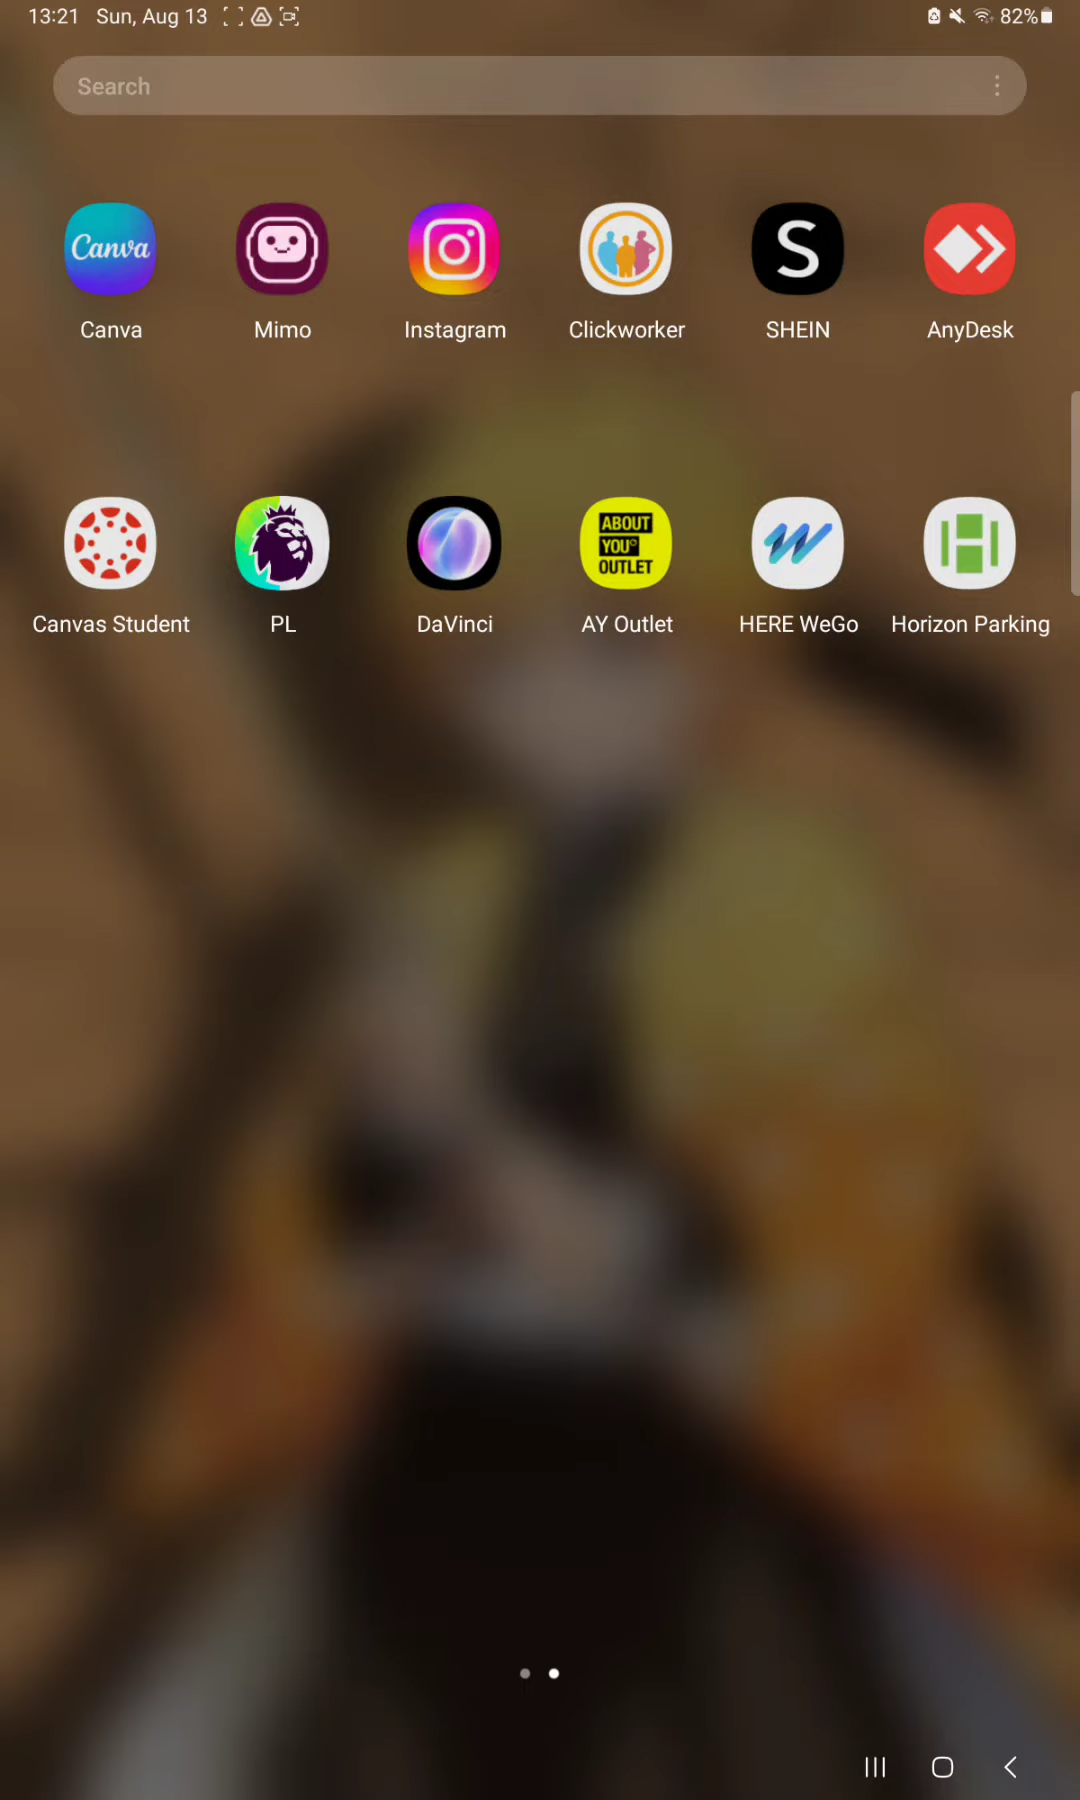 13:21 Sun, Aug 13 82%
Search
Canva
S
ABOUT
YOU°
OUTLET
Canva Mimo Instagram Clickworker SHEIN AnyDesk
Canvas Student PL DaVinci AY Outlet HERE WeGo Horizon Parking